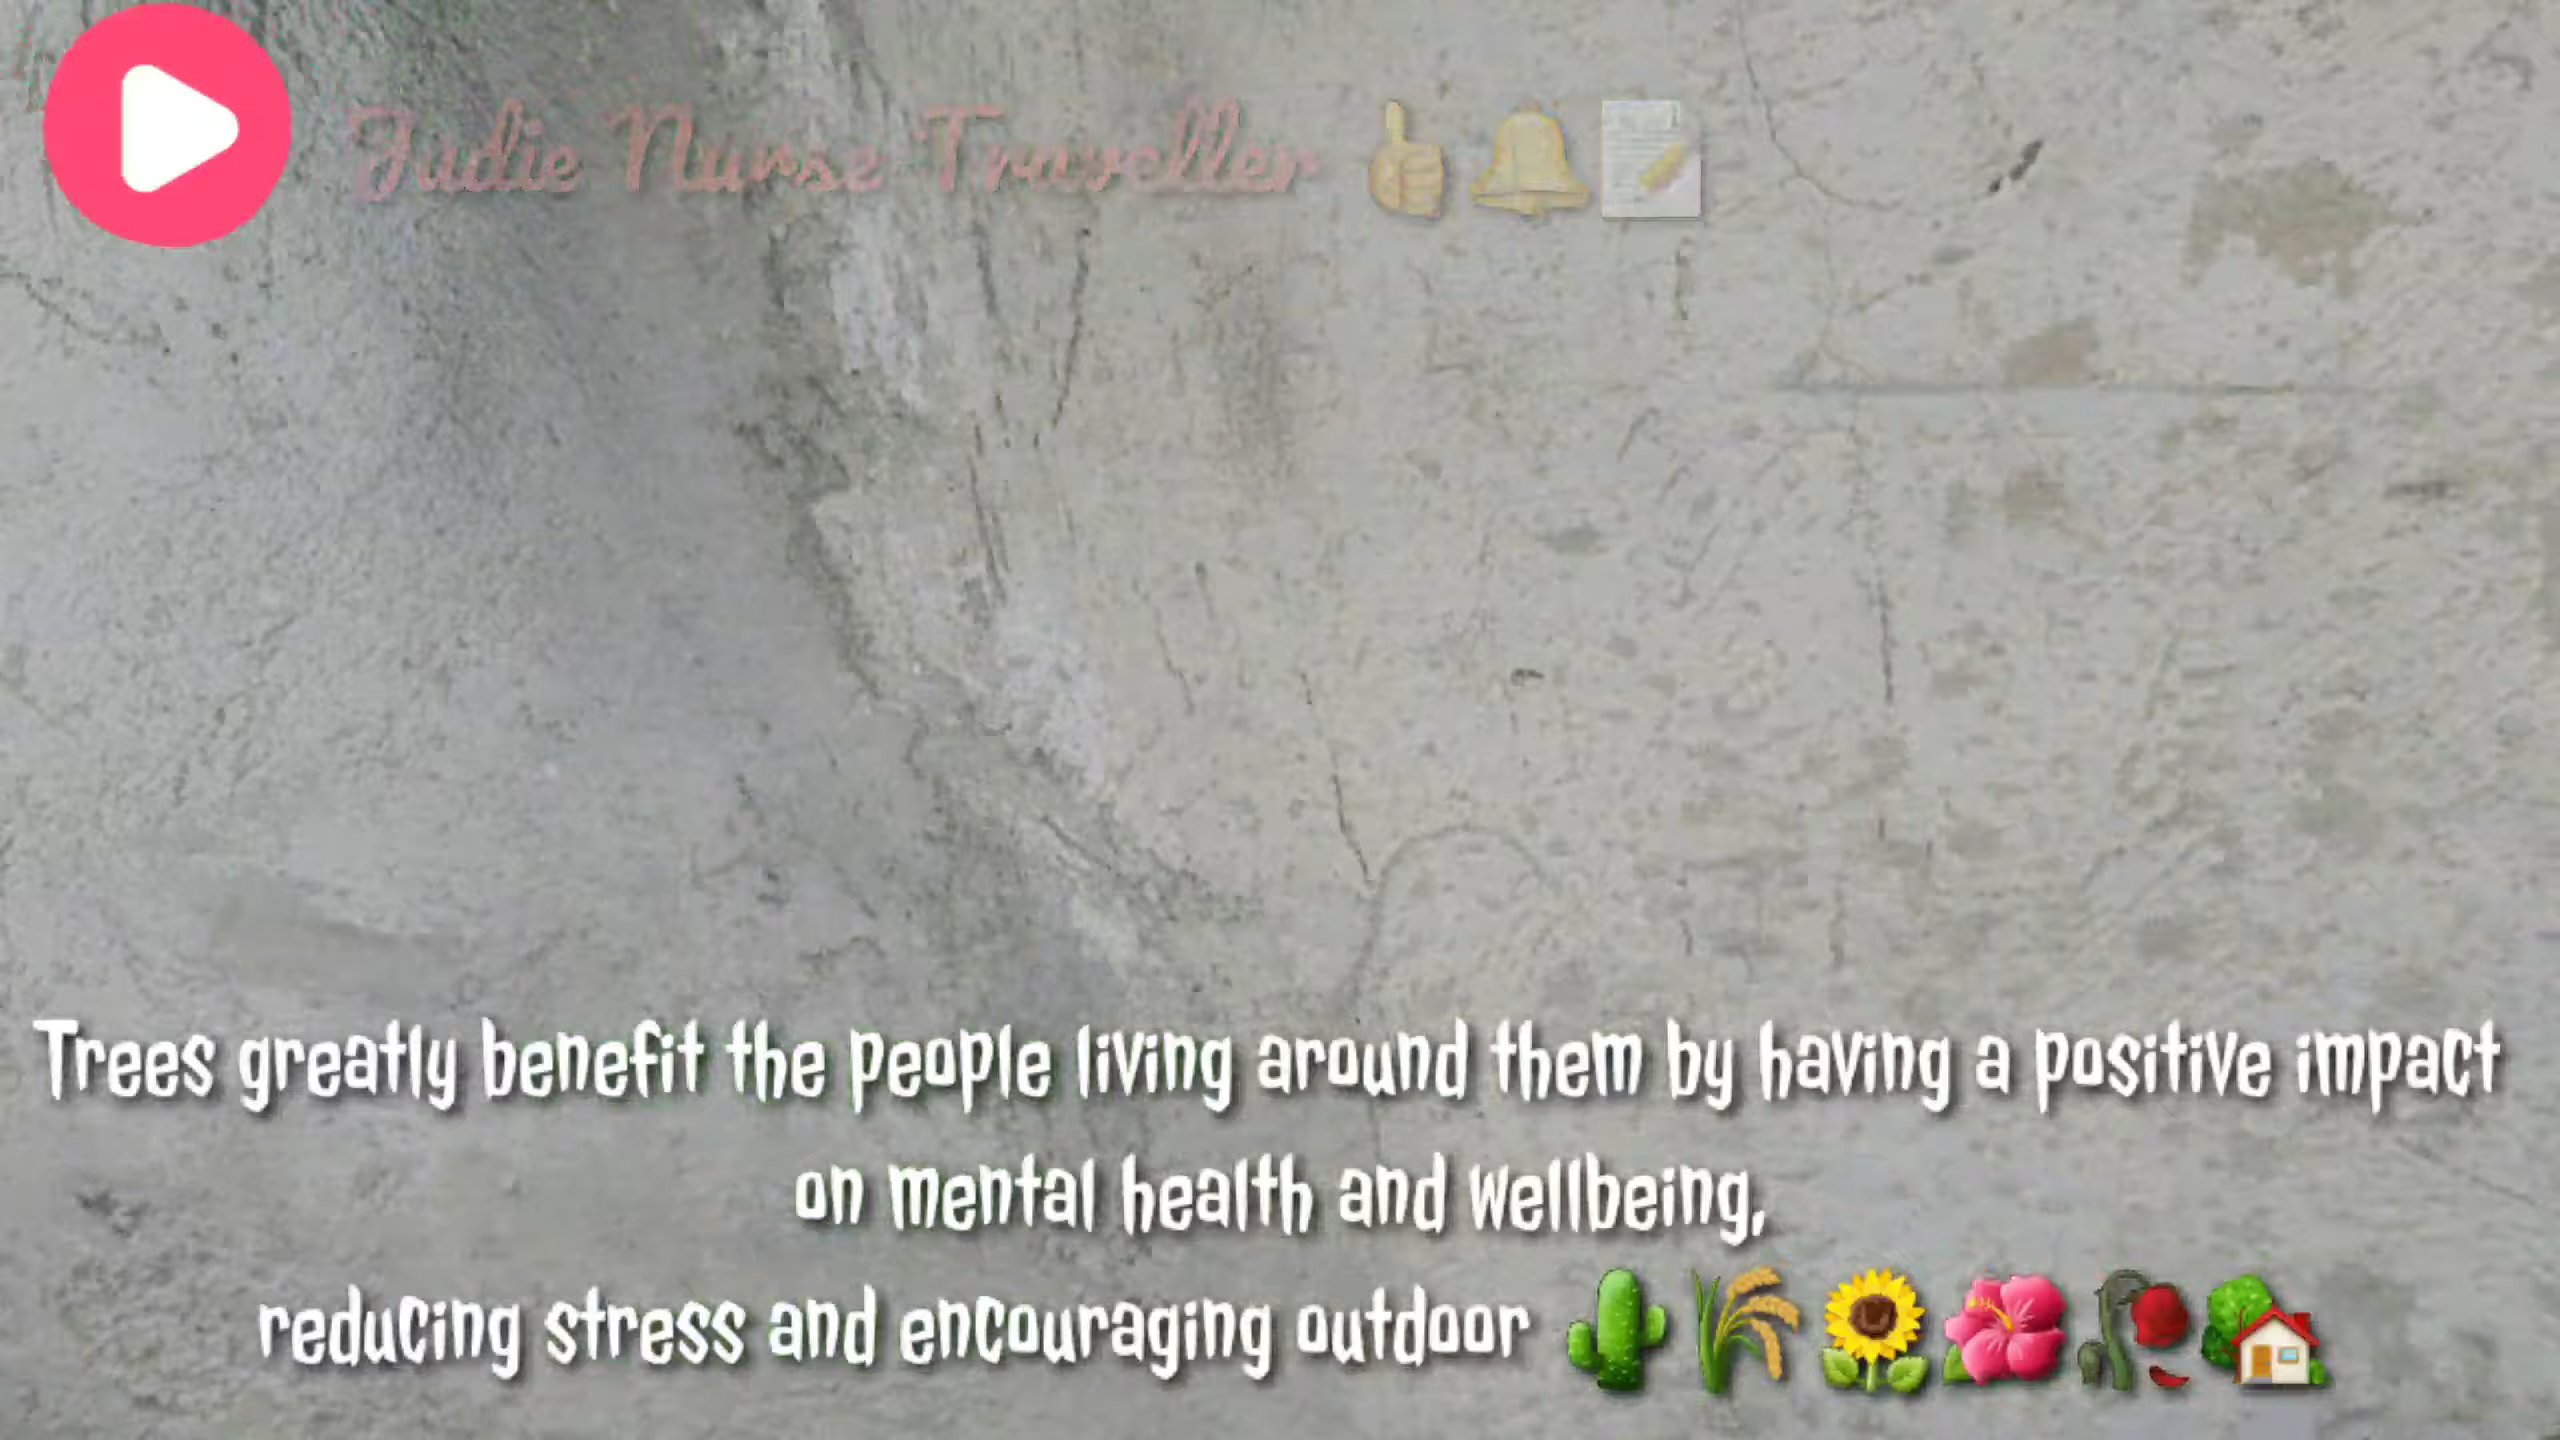 Judie Nurse Traveller 👍🔔📝
Trees greatly benefit the people living around them by having a positive impact
on mental health and wellbeing,
reducing stress and encouraging outdoor 🌵🌾🌻🌺🥀🏡